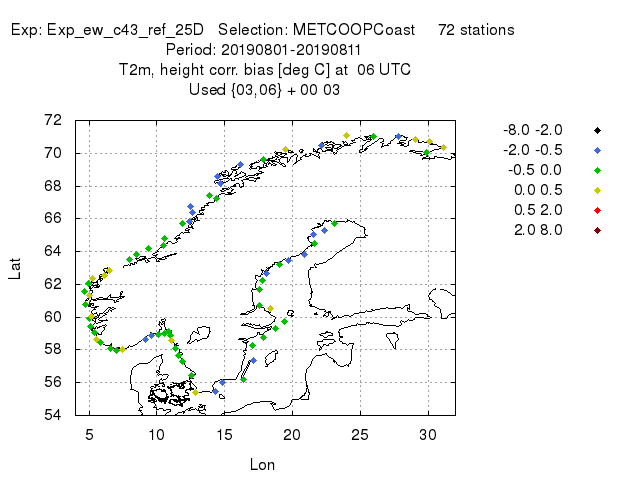 Exp: Exp_ew_c43_ref_25D Selection: METCOOPCoast 72 stations
Period: 20190801-20190811
T2m, height corr. bias [deg C] at 06 UTC
Used {03,06} + 00 03
72
70
68
66
64
62
60
58
56
54
Lat
5 10 15 20 25 30
Lon
-8.0 -2.0
-2.0 -0.5
-0.5 0.0
0.0 0.5
0.5 2.0
2.0 8.0